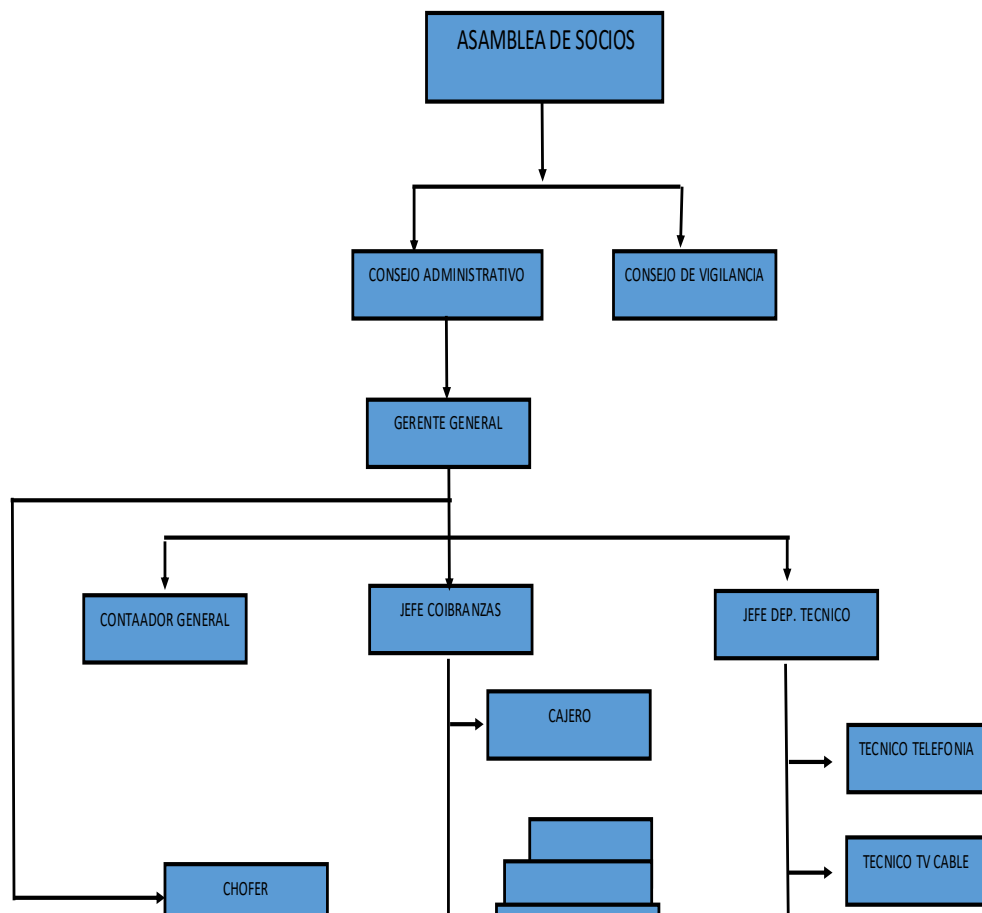 ASAMBLEA DE SOCIOS
CONSEJO ADMINISTRATIVO
CONSEJO DE VIGILANCIA
GERENTE GENERAL
CONTAADOR GENERAL
JEFE COIBRANZAS
JEFE DEP. TECNICO
CAJERO
TECNICO TELEFONIA
TECNICO TV CABLE
CHOFER